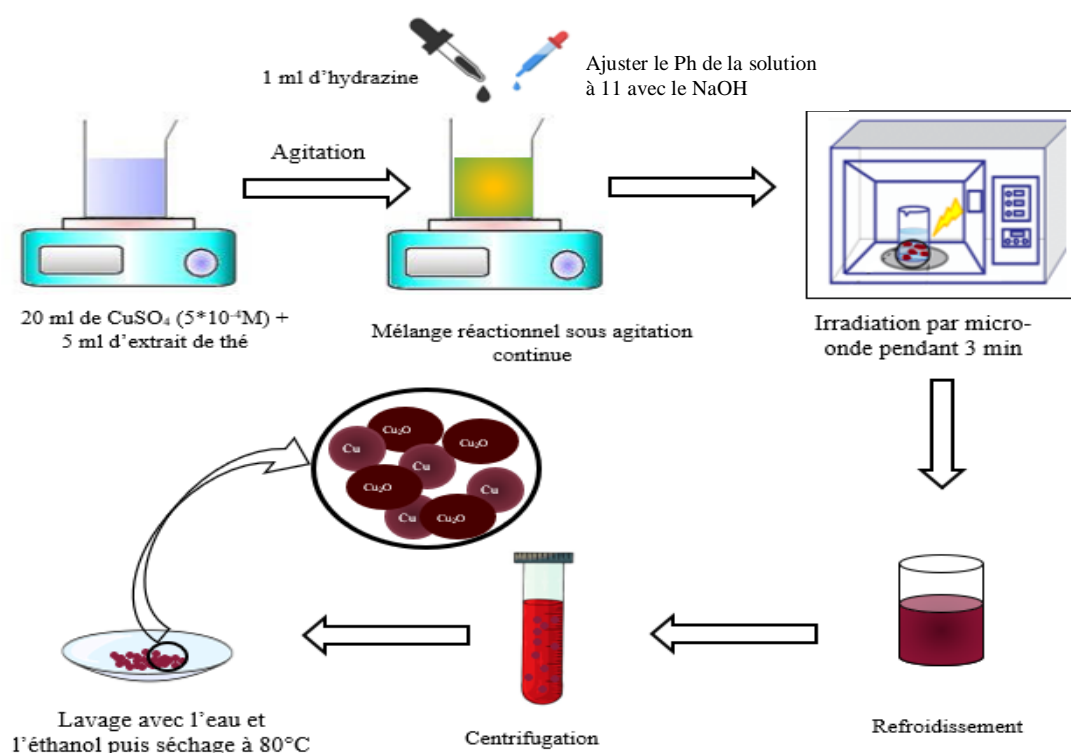 1 ml d'hydrazine
Ajuster le Ph de la solution
à 11 avec le NaOH
Agitation
20 ml de CuSO₄ (5*10⁻⁴M) +
5 ml d'extrait de thé
Mélange réactionnel sous agitation
continue
Irradiation par micro-
onde pendant 3 min
Cu₂O
Cu
Cu₂O
Cu
Cu₂O
Cu
Cu
Cu₂O
Lavage avec l'eau et
l'éthanol puis séchage à 80°C
Centrifugation
Refroidissement